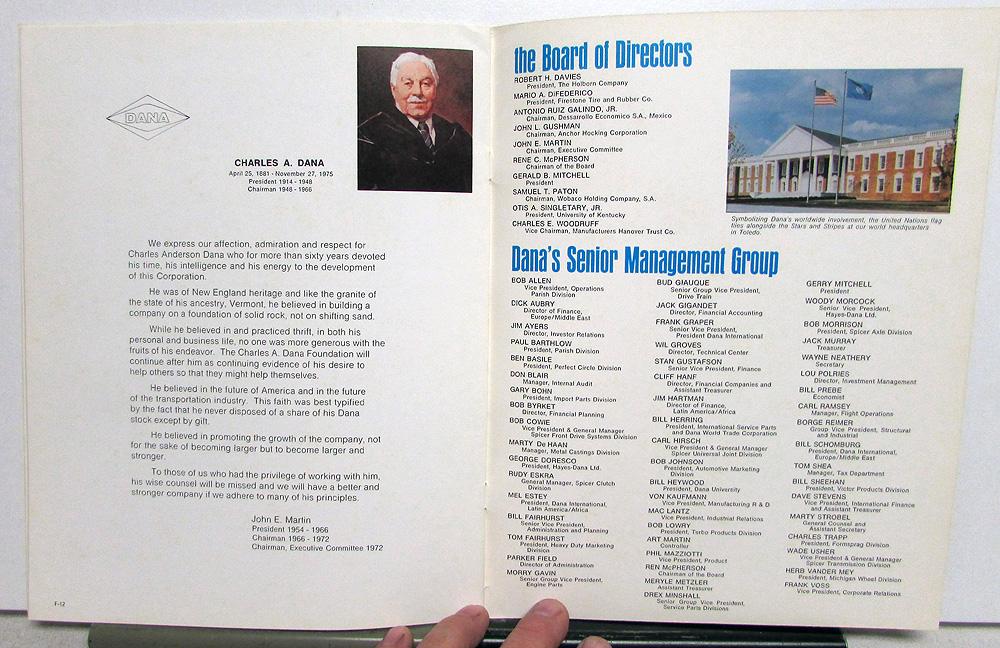 DANA
CHARLES A. DANA
April 25, 1881 - November 27, 1975
President 1914 - 1948
Chairman 1948 - 1966
We express our affection, admiration and respect for
Charles Anderson Dana who for more than sixty years devoted
his time, his intelligence and his energy to the development
of this Corporation.
He was of New England heritage and like the granite of
the state of his ancestry, Vermont, he believed in building a
company on a foundation of solid rock, not on shifting sand.
While he believed in and practiced thrift, in both his
personal and business life, no one was more generous with the
fruits of his endeavor. The Charles A. Dana Foundation will
continue after him as continuing evidence of his desire to
help others so that they might help themselves.
He believed in the future of America and in the future
of the transportation industry. This faith was best typified
by the fact that he never disposed of a share of his Dana
stock except by gift.
He believed in promoting the growth of the company, not
for the sake of becoming larger but to become larger and
stronger.
To those of us who had the privilege of working with him,
his wise counsel will be missed and we will have a better and
stronger company if we adhere to many of his principles.
John E. Martin
President 1954 - 1966
Chairman 1966 - 1972
Chairman, Executive Committee 1972
F-12
the Board of Directors
ROBERT H. DAVIES
President, The Holborn Company
MARIO A. DiFEDERICO
President, Firestone Tire and Rubber Co.
ANTONIO RUIZ GALINDO, JR.
Chairman, Dessarrollo Economico S.A., Mexico
JOHN L. GUSHMAN
Chairman, Anchor Hocking Corporation
JOHN E. MARTIN
Chairman, Executive Committee
RENE C. McPHERSON
Chairman of the Board
GERALD B. MITCHELL
President
SAMUEL T. PATON
Chairman, Wobaco Holding Company, S.A.
OTIS A. SINGLETARY, JR.
President, University of Kentucky
CHARLES E. WOODRUFF
Vice Chairman, Manufacturers Hanover Trust Co.
Symbolizing Dana's worldwide involvement, the United Nations flag
flies alongside the Stars and Stripes at our world headquarters
in Toledo.
Dana's Senior Management Group
BOB ALLEN
Vice President, Operations
Parish Division
DICK AUBRY
Director of Finance,
Europe/Middle East
JIM AYERS
Director, Investor Relations
PAUL BARTHLOW
President, Parish Division
BEN BASILE
President, Perfect Circle Division
DON BLAIR
Manager, Internal Audit
GARY BOHN
President, Import Parts Division
BOB BYRKET
Director, Financial Planning
BOB COWIE
Vice President & General Manager
Spicer Front Drive Systems Division
MARTY De HAAN
Manager, Metal Castings Division
GEORGE DORESCO
President, Hayes-Dana Ltd.
RUDY ESKRA
General Manager, Spicer Clutch
Division
MEL ESTEY
President, Dana International,
Latin America/Africa
BILL FAIRHURST
Senior Vice President,
Administration and Planning
TOM FAIRHURST
President, Heavy Duty Marketing
Division
PARKER FIELD
Director of Administration
MORRY GAVIN
Senior Group Vice President,
Engine Parts
BUD GIAUQUE
Senior Group Vice President,
Drive Train
JACK GIGANDET
Director, Financial Accounting
FRANK GRAPER
Senior Vice President,
President Dana International
WIL GROVES
Director, Technical Center
STAN GUSTAFSON
Senior Vice President, Finance
CLIFF HANF
Director, Financial Companies and
Assistant Treasurer
JIM HARTMAN
Director of Finance,
Latin America/Africa
BILL HERRING
President, International Service Parts
and Dana World Trade Corporation
CARL HIRSCH
Vice President & General Manager
Spicer Universal Joint Division
BOB JOHNSON
President, Automotive Marketing
Division
BILL HEYWOOD
President, Dana University
VON KAUFMANN
Vice President, Manufacturing R & D
MAC LANTZ
Vice President, Industrial Relations
BOB LOWRY
President, Turbo Products Division
ART MARTIN
Controller
PHIL MAZZIOTTI
Vice President, Product
REN McPHERSON
Chairman of the Board
MERYLE METZLER
Assistant Treasurer
DREX MINSHALL
Senior Group Vice President,
Service Parts Divisions
GERRY MITCHELL
President
WOODY MORCOCK
Senior Vice President,
Hayes-Dana Ltd.
BOB MORRISON
President, Spicer Axle Division
JACK MURRAY
Treasurer
WAYNE NEATHERY
Secretary
LOU POLRIES
Director, Investment Management
BILL PREBE
Economist
CARL RAMSEY
Manager, Flight Operations
BORGE REIMER
Group Vice President, Structural
and Industrial
BILL SCHOMBURG
President, Dana International,
Europe/Middle East
TOM SHEA
Manager, Tax Department
BILL SHEEHAN
President, Victor Products Division
DAVE STEVENS
Vice President, International Finance
and Assistant Treasurer
MARTY STROBEL
General Counsel and
Assistant Secretary
CHARLES TRAPP
President, Formsprag Division
WADE USHER
Vice President & General Manager
Spicer Transmission Division
HERB VANDER MEY
President, Michigan Wheel Division
FRANK VOSS
Vice President, Corporate Relations